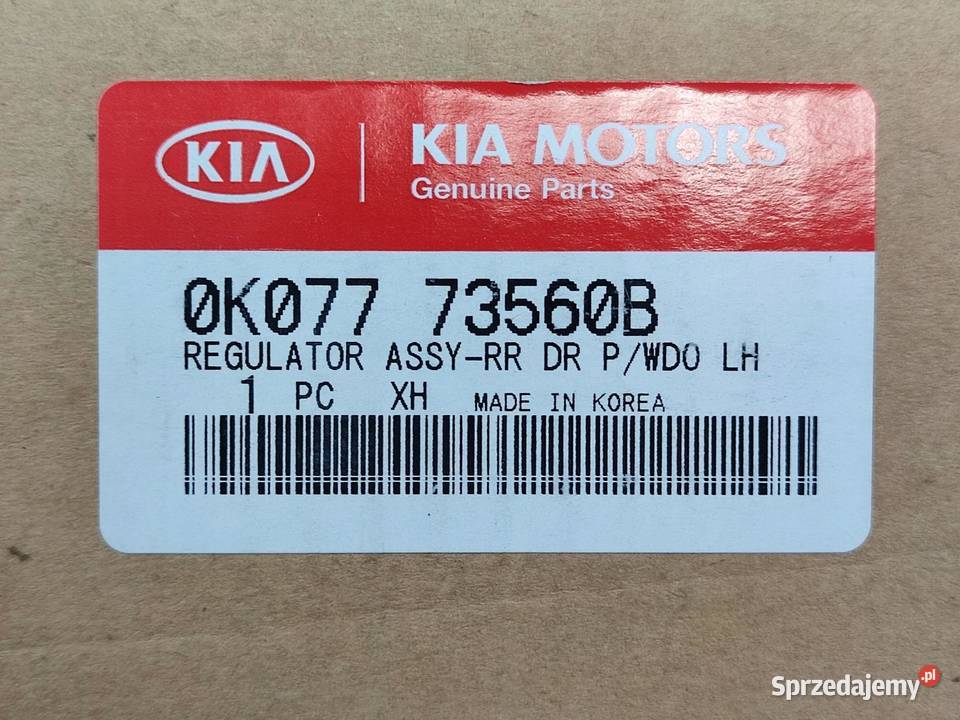 KIA
KIA MOTORS
Genuine Parts
0K077 73560B
REGULATOR ASSY-RR DR P/WDO LH
1 PC XH MADE IN KOREA
Sprzedajemy.pl